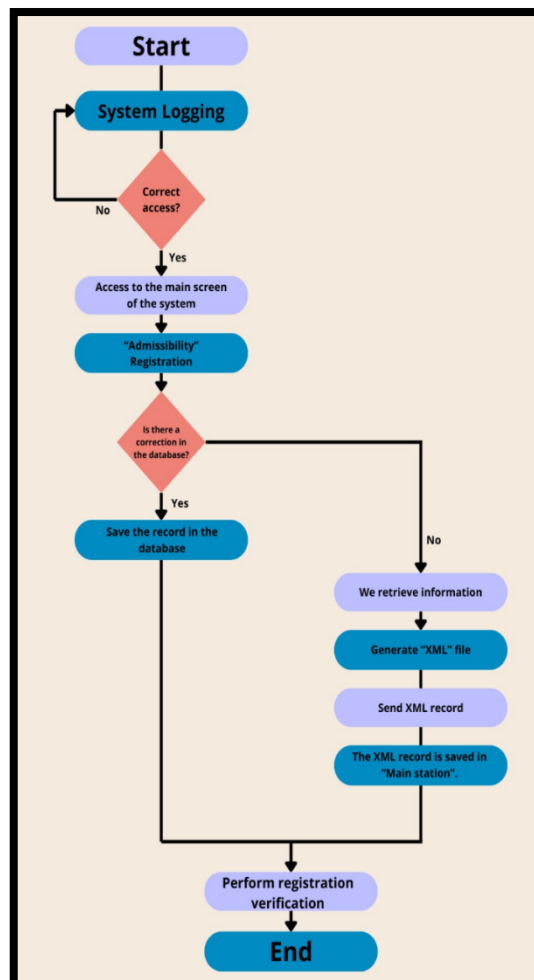 Start
System Logging
Correct
access?
No
Yes
Access to the main screen
of the system
“Admissibility”
Registration
Is there a
correction in
the database?
Yes
Save the record in the
database
No
We retrieve information
Generate “XML” file
Send XML record
The XML record is saved in
“Main station”.
Perform registration
verification
End